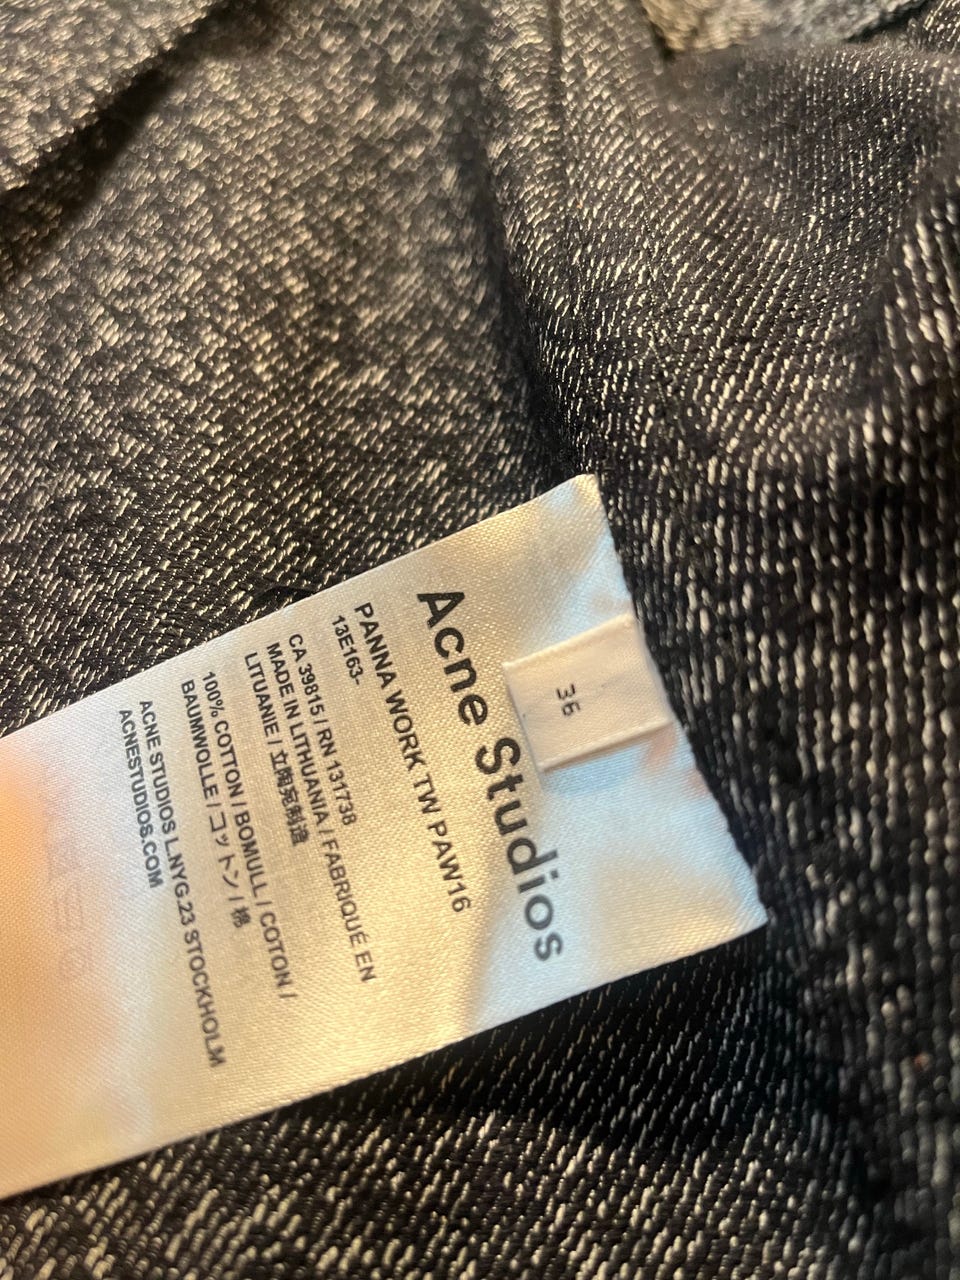 Acne Studios
36
PANNA WORK TW PAW16
13E163-
CA 39815 / RN 131738
MADE IN LITHUANIA / FABRIQUÉ EN
LITUANIE / 立陶宛制造
100% COTTON / BOMULL / COTON /
BAUMWOLLE / コットン / 棉
ACNE STUDIOS L.NYG.23 STOCKHOLM
ACNESTUDIOS.COM